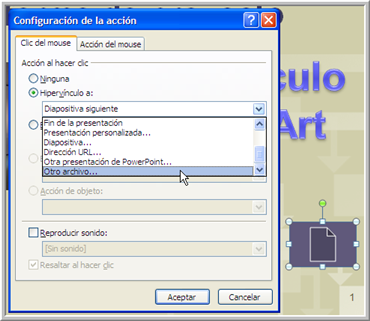 Configuración de la acción
Clic del mouse
Acción del mouse
Acción al hacer clic
Ninguna
Hipervínculo a:
Diapositiva siguiente
Fin de la presentación
Presentación personalizada...
Diapositiva...
Dirección URL...
Otra presentación de PowerPoint...
Otro archivo...
Acción de objeto:
Reproducir sonido:
[Sin sonido]
Resaltar al hacer clic
Aceptar
Cancelar
culo
Art
1